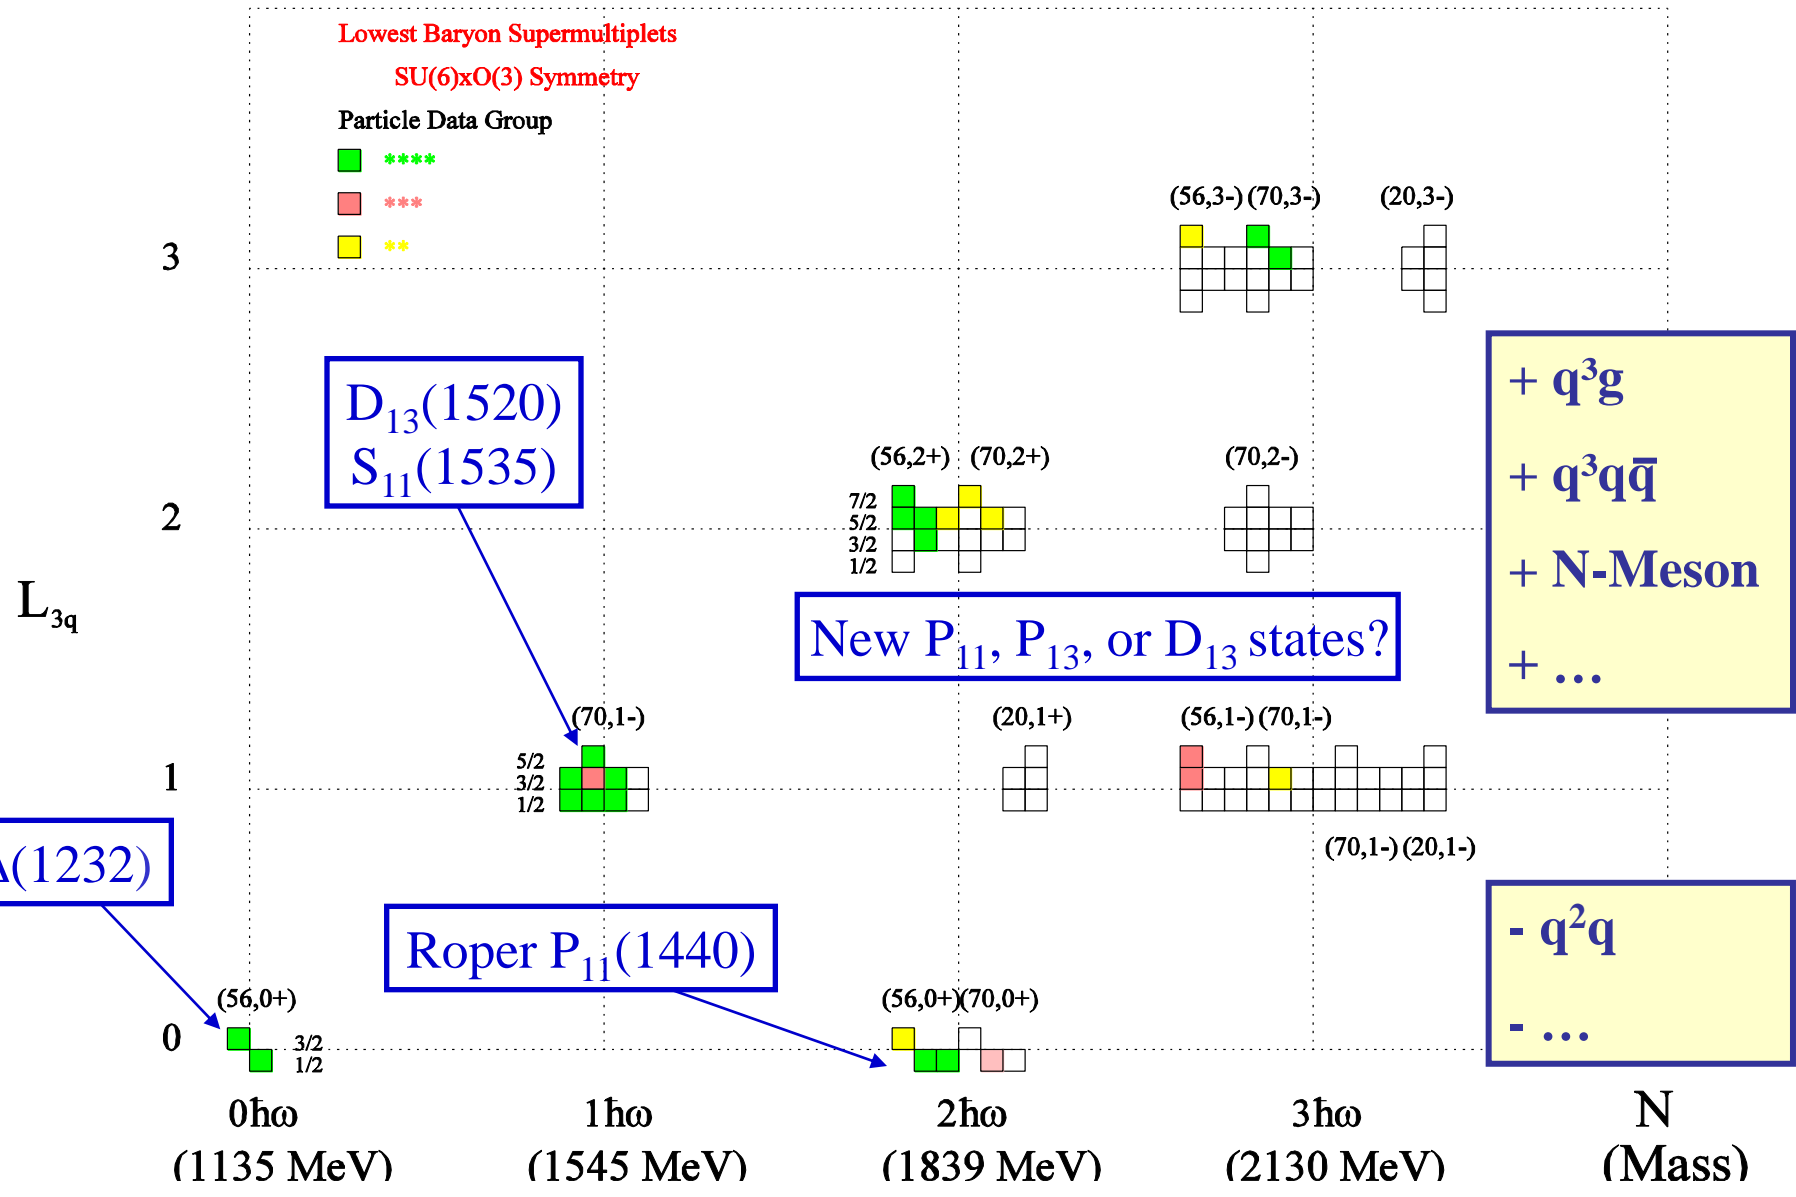 Lowest Baryon Supermultiplets
SU(6)xO(3) Symmetry
Particle Data Group
****
***
**
(56,3-) (70,3-) (20,3-)
3
D₁₃(1520)
S₁₁(1535)
+ q³g
+ q³qq̄
+ N-Meson
+ ...
(56,2+) (70,2+) (70,2-)
7/2
5/2
3/2
1/2
2
L₃q
New P₁₁, P₁₃, or D₁₃ states?
(70,1-) (20,1+) (56,1-) (70,1-)
5/2
3/2
1/2
1
(70,1-) (20,1-)
Δ(1232)
Roper P₁₁(1440)
- q²q
- ...
(56,0+) (56,0+) (70,0+)
0
3/2
1/2
0ħω 1ħω 2ħω 3ħω N
(1135 MeV) (1545 MeV) (1839 MeV) (2130 MeV) (Mass)